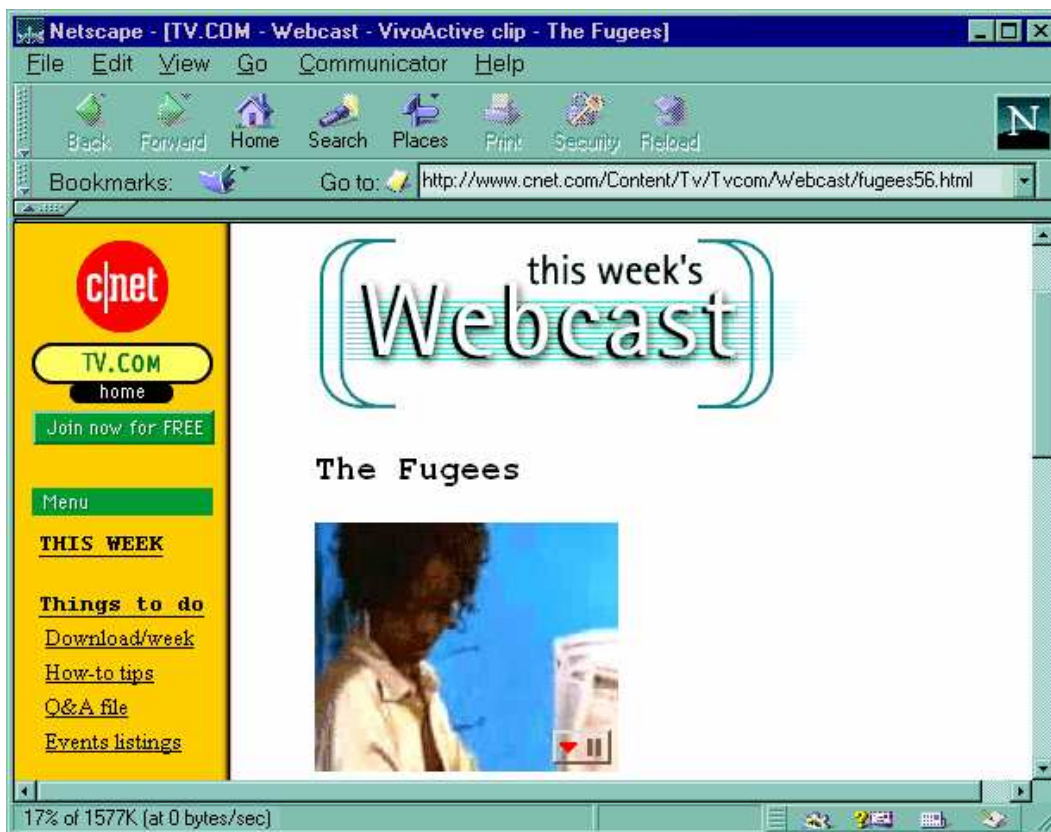 Netscape - [TV.COM - Webcast - VivoActive clip - The Fugees]
File Edit View Go Communicator Help
Back Forward Home Search Places Print Security Reload
N
Bookmarks: Go to: http://www.cnet.com/Content/Tv/Tvcom/Webcast/fugees56.html
c|net
TV.COM
home
Join now for FREE
Menu
THIS WEEK
Things to do
Download/week
How-to tips
Q&A file
Events listings
this week's
Webcast
The Fugees
17% of 1577K (at 0 bytes/sec)